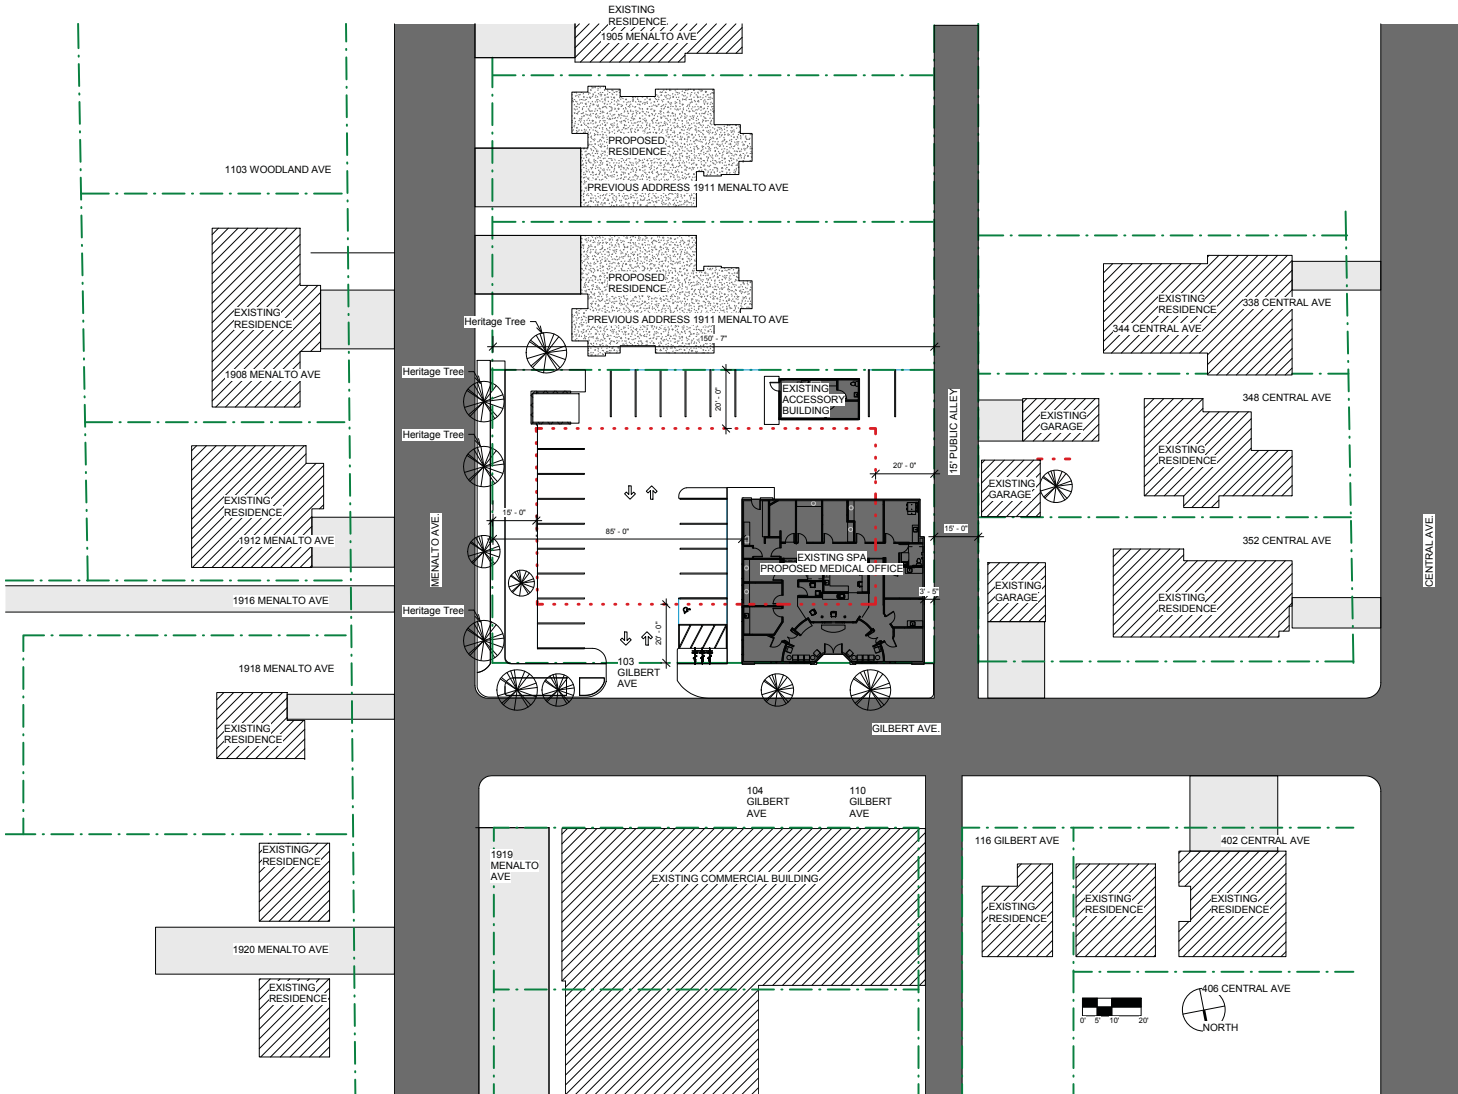 EXISTING
RESIDENCE
1905 MENALTO AVE
PROPOSED
RESIDENCE
1103 WOODLAND AVE
PREVIOUS ADDRESS 1911 MENALTO AVE
PROPOSED
RESIDENCE
EXISTING
RESIDENCE
338 CENTRAL AVE
344 CENTRAL AVE
EXISTING
RESIDENCE
Heritage Tree
PREVIOUS ADDRESS 1911 MENALTO AVE
150' - 7"
1908 MENALTO AVE
Heritage Tree
20' - 0"
EXISTING
ACCESSORY
BUILDING
15' PUBLIC ALLEY
348 CENTRAL AVE
EXISTING
GARAGE
Heritage Tree
EXISTING
RESIDENCE
20' - 0"
EXISTING
GARAGE
EXISTING
RESIDENCE
1912 MENALTO AVE
MENALTO AVE.
15' - 0"
85' - 0"
15' - 0"
352 CENTRAL AVE
CENTRAL AVE.
EXISTING SPA
PROPOSED MEDICAL OFFICE
3' - 5"
EXISTING
GARAGE
EXISTING
RESIDENCE
1916 MENALTO AVE
Heritage Tree
20' - 0"
1918 MENALTO AVE
103
GILBERT
AVE
EXISTING
RESIDENCE
GILBERT AVE.
104
GILBERT
AVE
110
GILBERT
AVE
EXISTING
RESIDENCE
1919
MENALTO
AVE
EXISTING COMMERCIAL BUILDING
116 GILBERT AVE
402 CENTRAL AVE
EXISTING
RESIDENCE
EXISTING
RESIDENCE
EXISTING
RESIDENCE
1920 MENALTO AVE
EXISTING
RESIDENCE
406 CENTRAL AVE
0' 5' 10' 20'
NORTH